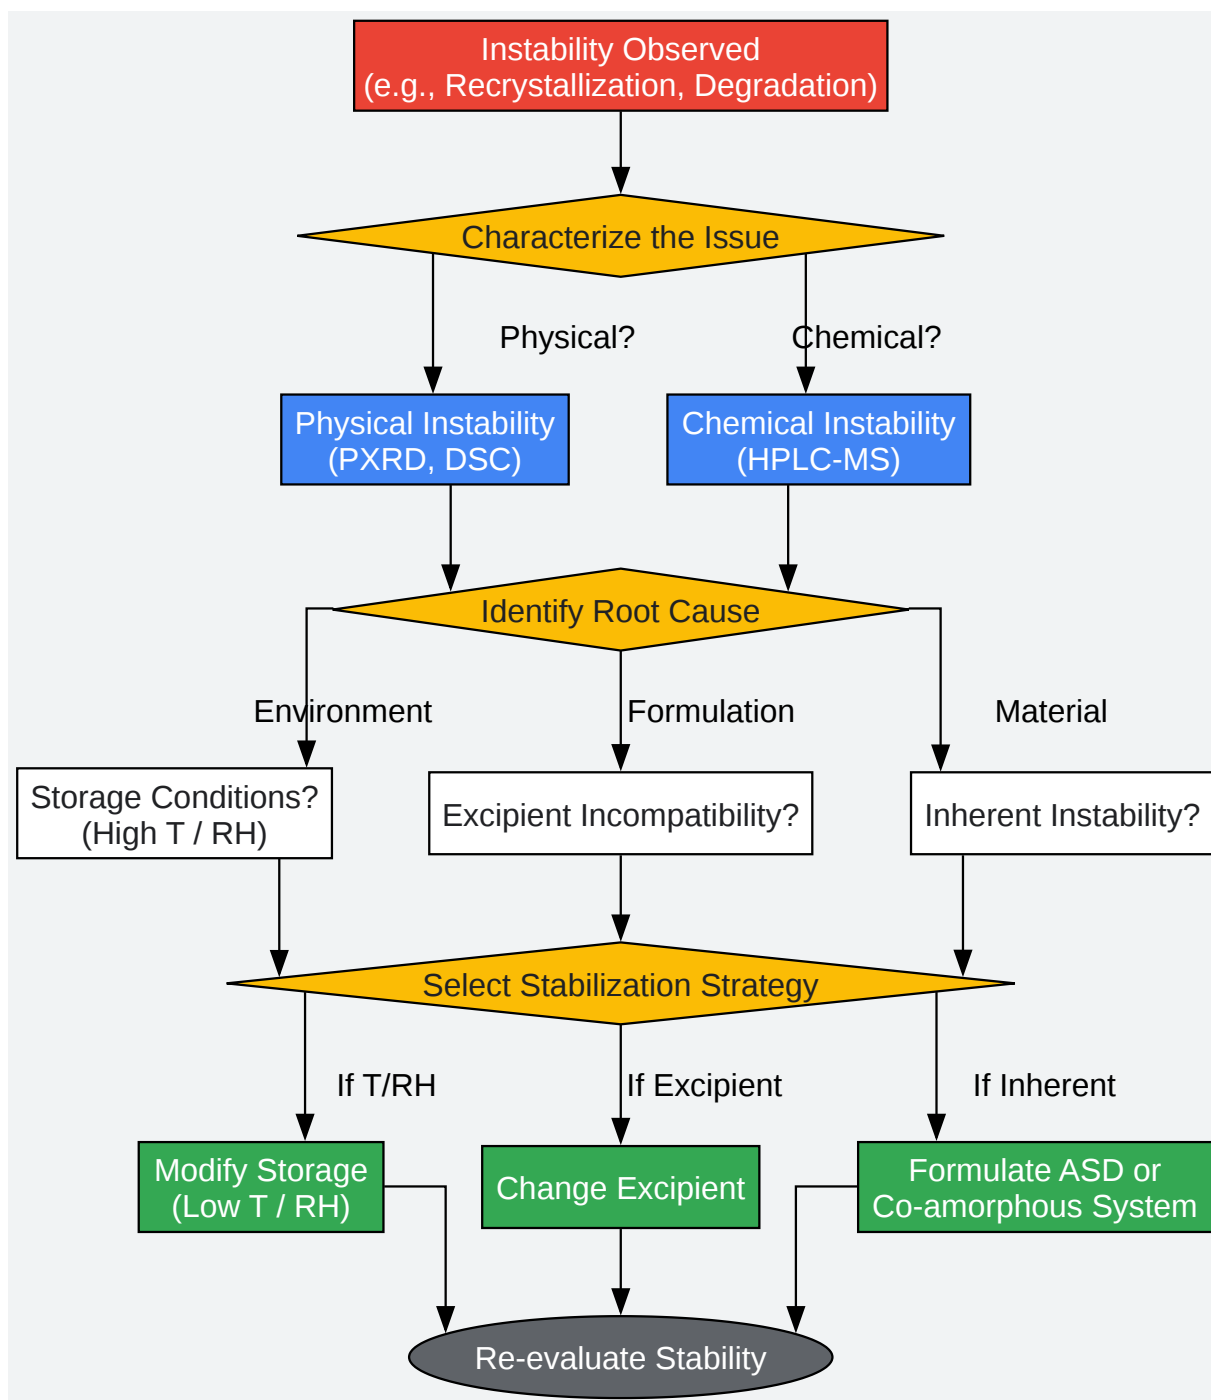 Instability Observed
(e.g., Recrystallization, Degradation)
Characterize the Issue
Physical?
Chemical?
Physical Instability
(PXRD, DSC)
Chemical Instability
(HPLC-MS)
Identify Root Cause
Environment
Formulation
Material
Storage Conditions?
(High T / RH)
Excipient Incompatibility?
Inherent Instability?
Select Stabilization Strategy
If T/RH
If Excipient
If Inherent
Modify Storage
(Low T / RH)
Change Excipient
Formulate ASD or
Co-amorphous System
Re-evaluate Stability